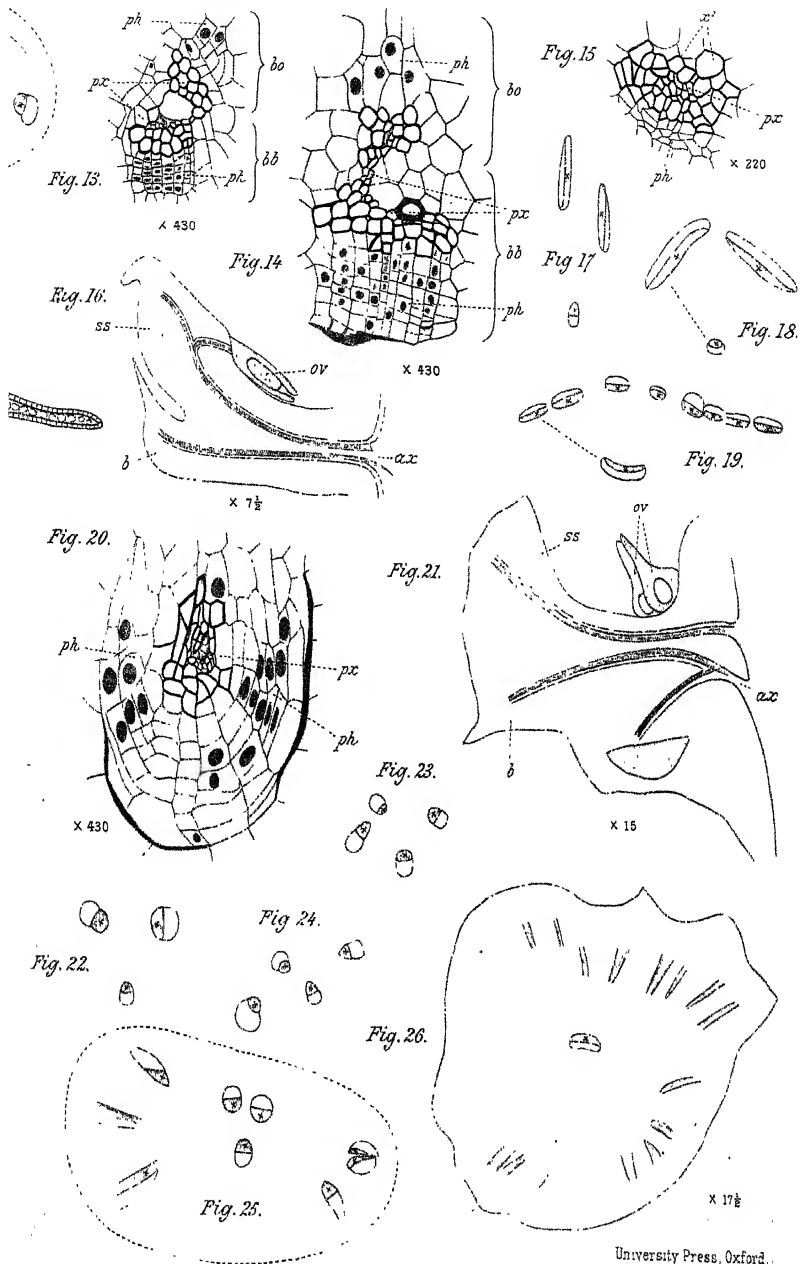 ph
bo
px
Fig. 13.
ph
bb
× 430
ph
bo
px
Fig. 14
bb
ph
× 430
Fig. 15
x²
px
ph
× 220
Fig. 16.
ss
ov
b
ax
× 7½
Fig 17
Fig. 18.
Fig. 19.
Fig. 20.
ph
px
ph
× 430
Fig. 21.
ss
ov
ax
b
× 15
Fig. 22.
Fig. 23.
Fig 24.
Fig. 25.
Fig. 26.
× 17½
University Press, Oxford.